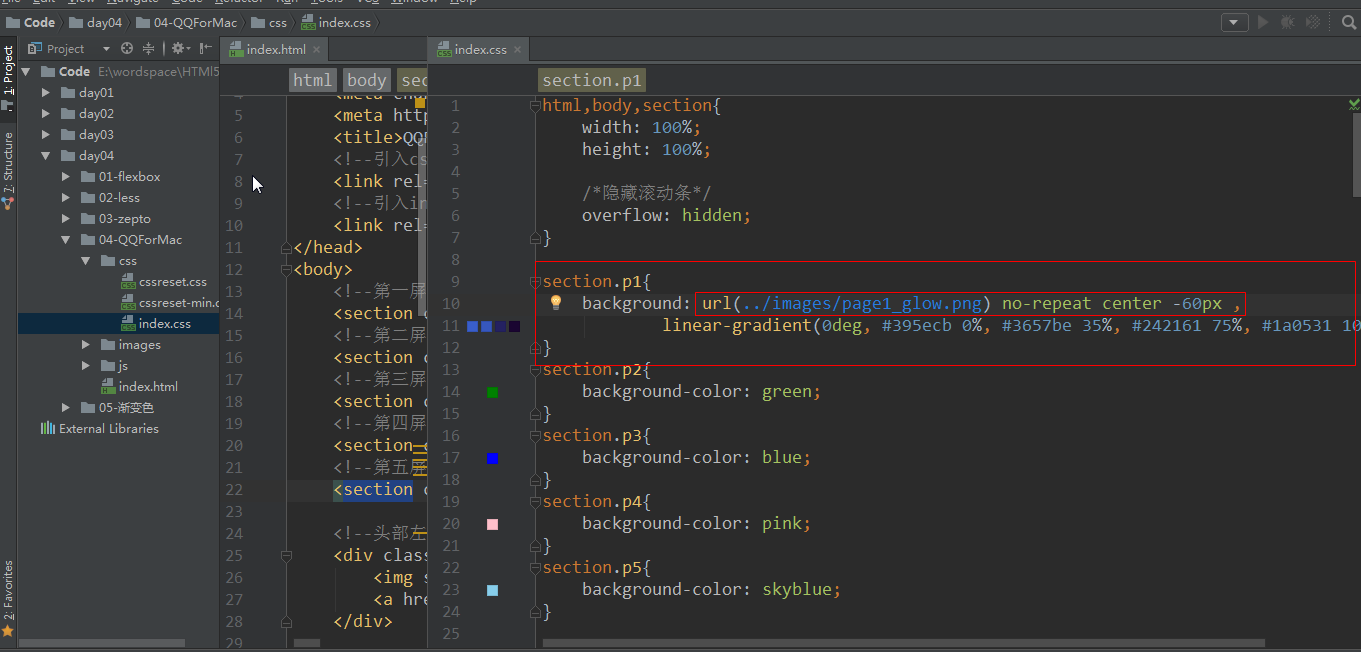 File Edit View Navigate Code Refactor Run Tools VCS Window Help
Code day04 04-QQForMac css index.css
Project
index.html
index.css
1: Project
7: Structure
2: Favorites
Code E:\wordspace\HTMl5
day01
day02
day03
day04
01-flexbox
02-less
03-zepto
04-QQForMac
css
cssreset.css
cssreset-min.c
index.css
images
js
index.html
05-渐变色
External Libraries
html body sec
5 <meta http
6 <title>QQ
7 <!--引入cs
8 <link rel=
9 <!--引入in
10 <link rel=
11 </head>
12 <body>
13 <!--第一屏
14 <section
15 <!--第二屏
16 <section c
17 <!--第三屏
18 <section c
19 <!--第四屏
20 <section c
21 <!--第五屏
22 <section c
23
24 <!--头部左
25 <div class
26 <img s
27 <a hre
28 </div>
29
section.p1
1 html,body,section{
2 width: 100%;
3 height: 100%;
4
5 /*隐藏滚动条*/
6 overflow: hidden;
7 }
8
9 section.p1{
10 background: url(../images/page1_glow.png) no-repeat center -60px ,
11 linear-gradient(0deg, #395ecb 0%, #3657be 35%, #242161 75%, #1a0531 10
12 }
13 section.p2{
14 background-color: green;
15 }
16 section.p3{
17 background-color: blue;
18 }
19 section.p4{
20 background-color: pink;
21 }
22 section.p5{
23 background-color: skyblue;
24 }
25